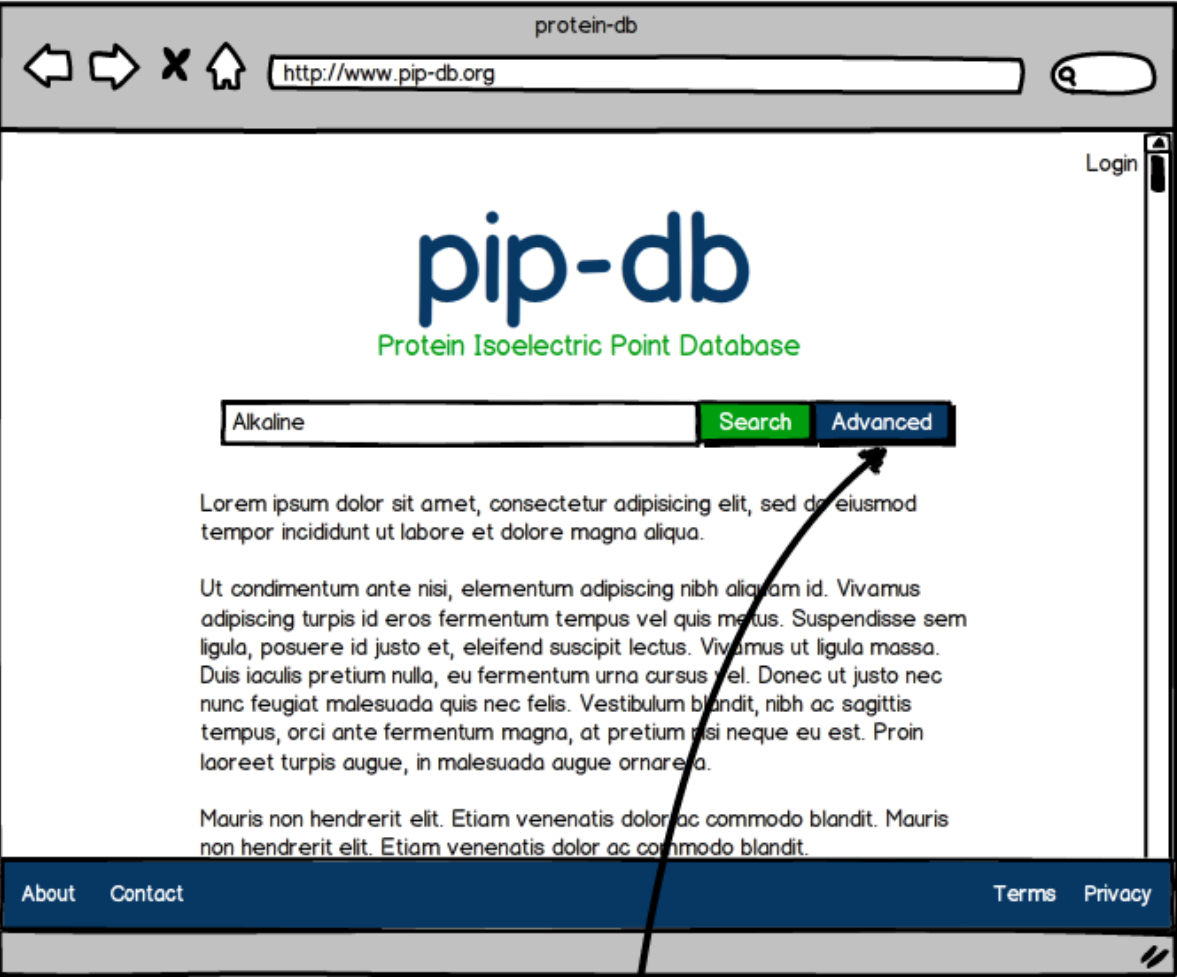 protein-db
http://www.pip-db.org
Login
pip-db
Protein Isoelectric Point Database
Alkaline Search Advanced
Lorem ipsum dolor sit amet, consectetur adipisicing elit, sed do eiusmod
tempor incididunt ut labore et dolore magna aliqua.
Ut condimentum ante nisi, elementum adipiscing nibh aliquam id. Vivamus
adipiscing turpis id eros fermentum tempus vel quis metus. Suspendisse sem
ligula, posuere id justo et, eleifend suscipit lectus. Vivamus ut ligula massa.
Duis iaculis pretium nulla, eu fermentum urna cursus vel. Donec ut justo nec
nunc feugiat malesuada quis nec felis. Vestibulum blandit, nibh ac sagittis
tempus, orci ante fermentum magna, at pretium nisi neque eu est. Proin
laoreet turpis augue, in malesuada augue
Mauris non hendrerit elit. Etiam venenatis dolor ac commodo blandit. Mauris
non hendrerit elit. Etiam venenatis dolor ac commodo blandit.
About Contact Terms Privacy